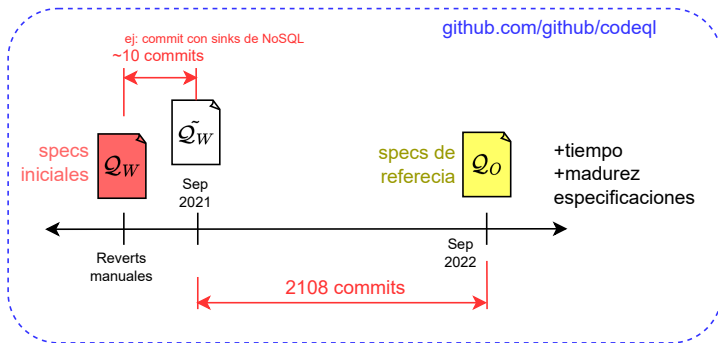 github.com/github/codeql
ej: commit con sinks de NoSQL
~10 commits
specs
iniciales
Q_W
Q̃_W
Sep
2021
specs de
referecia
Q_O
+tiempo
+madurez
especificaciones
Reverts
manuales
Sep
2022
2108 commits